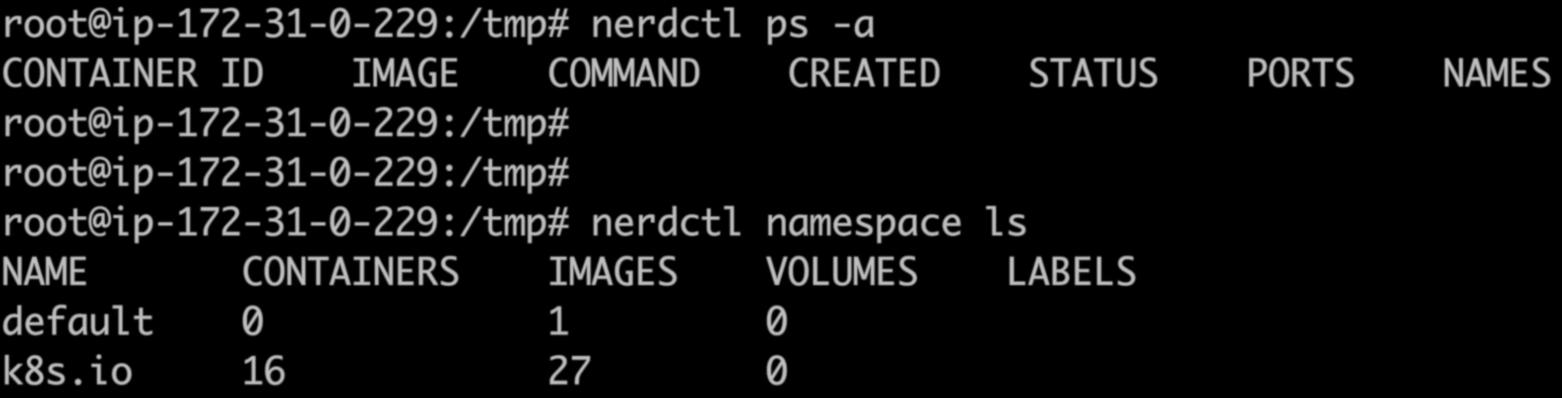 root@ip-172-31-0-229:/tmp# nerdctl ps -a
CONTAINER ID    IMAGE    COMMAND    CREATED    STATUS    PORTS    NAMES
root@ip-172-31-0-229:/tmp#
root@ip-172-31-0-229:/tmp#
root@ip-172-31-0-229:/tmp# nerdctl namespace ls
NAME       CONTAINERS    IMAGES    VOLUMES    LABELS
default    0             1         0
k8s.io     16            27        0